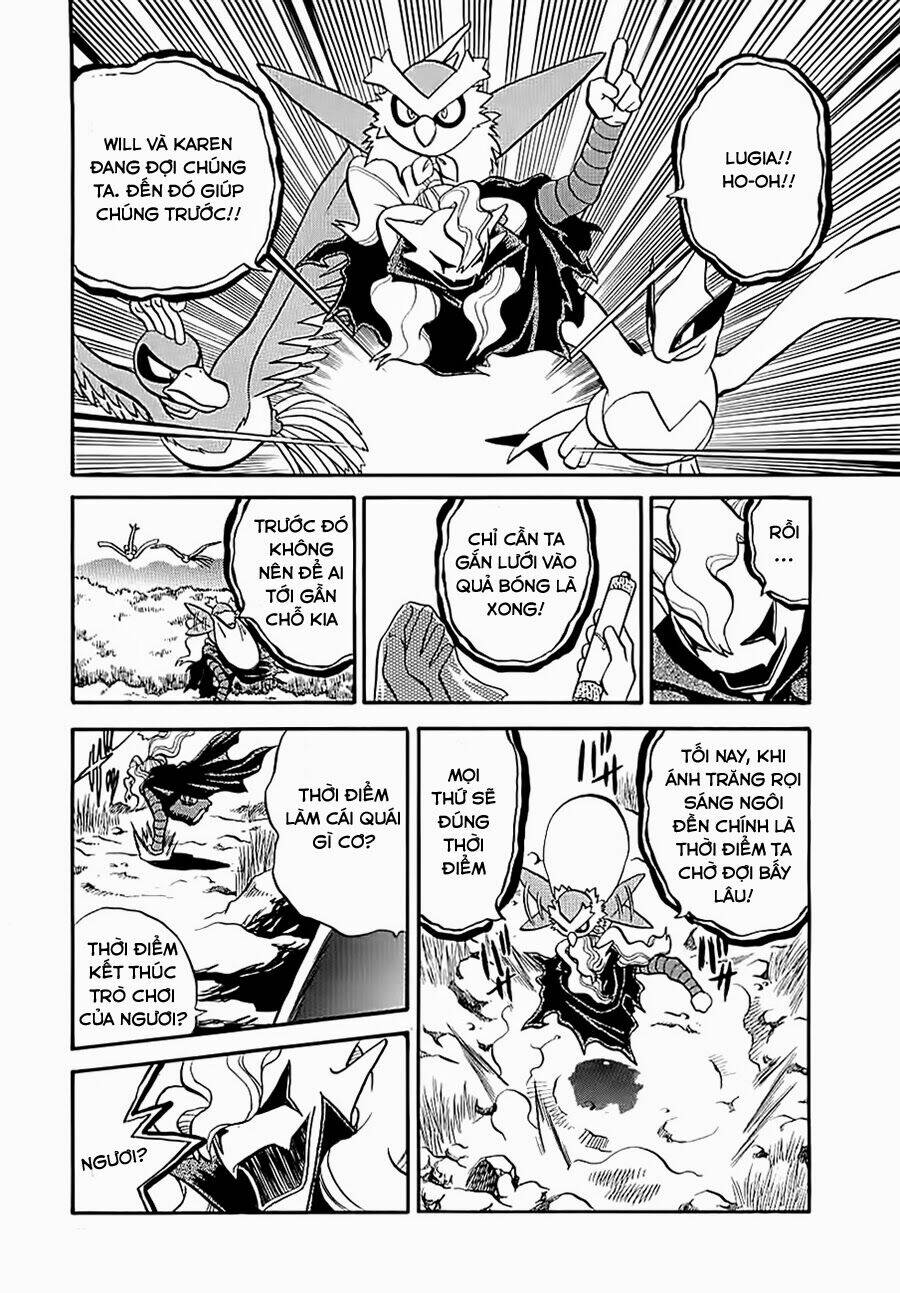 LUGIA!!
HO-OH!!
WILL VÀ KAREN
ĐANG ĐỢI CHÚNG
TA. ĐẾN ĐÓ GIÚP
CHÚNG TRƯỚC!!
RỒI
...
CHỈ CẦN TA
GẮN LƯỚI VÀO
QUẢ BÓNG LÀ
XONG!
TRƯỚC ĐÓ
KHÔNG
NÊN ĐỂ AI
TỚI GẦN
CHỖ KIA
TỐI NAY, KHI
ÁNH TRĂNG RỌI
SÁNG NGÔI
ĐỀN CHÍNH LÀ
THỜI ĐIỂM TA
CHỜ ĐỢI BẤY
LÂU!
MỌI
THỨ SẼ
ĐÚNG
THỜI
ĐIỂM
THỜI ĐIỂM
LÀM CÁI QUÁI
GÌ CƠ?
THỜI ĐIỂM
KẾT THÚC
TRÒ CHƠI
CỦA NGƯƠI?
NGƯƠI?